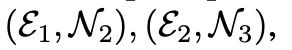 (ℰ₁, 𝒩₂), (ℰ₂, 𝒩₃),